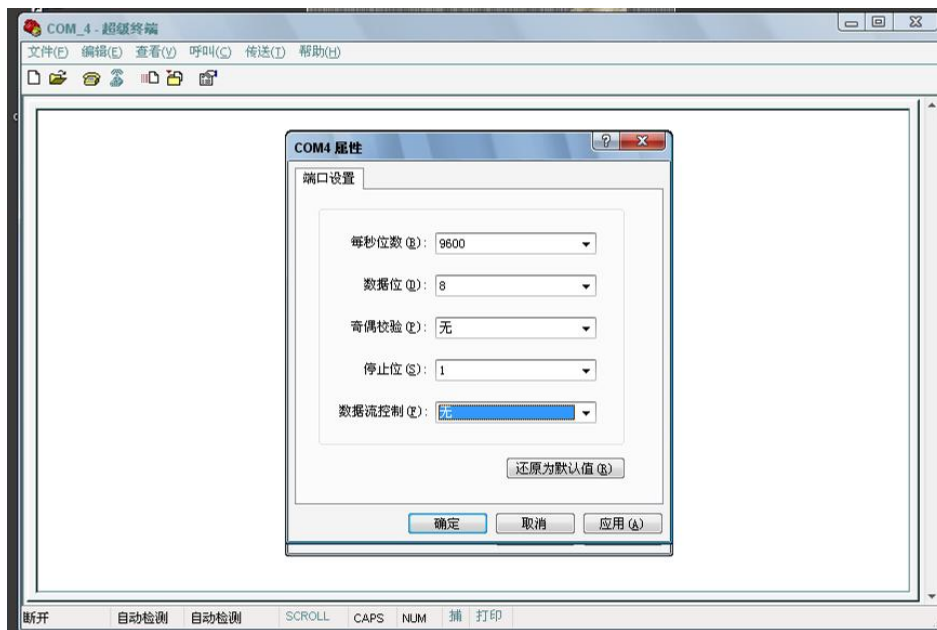 COM_4 - 超级终端
文件(F) 编辑(E) 查看(V) 呼叫(C) 传送(T) 帮助(H)
COM4 属性
端口设置
每秒位数(B): 9600
数据位(D): 8
奇偶校验(P): 无
停止位(S): 1
数据流控制(F): 无
还原为默认值(R)
确定 取消 应用(A)
断开 自动检测 自动检测 SCROLL CAPS NUM 捕 打印